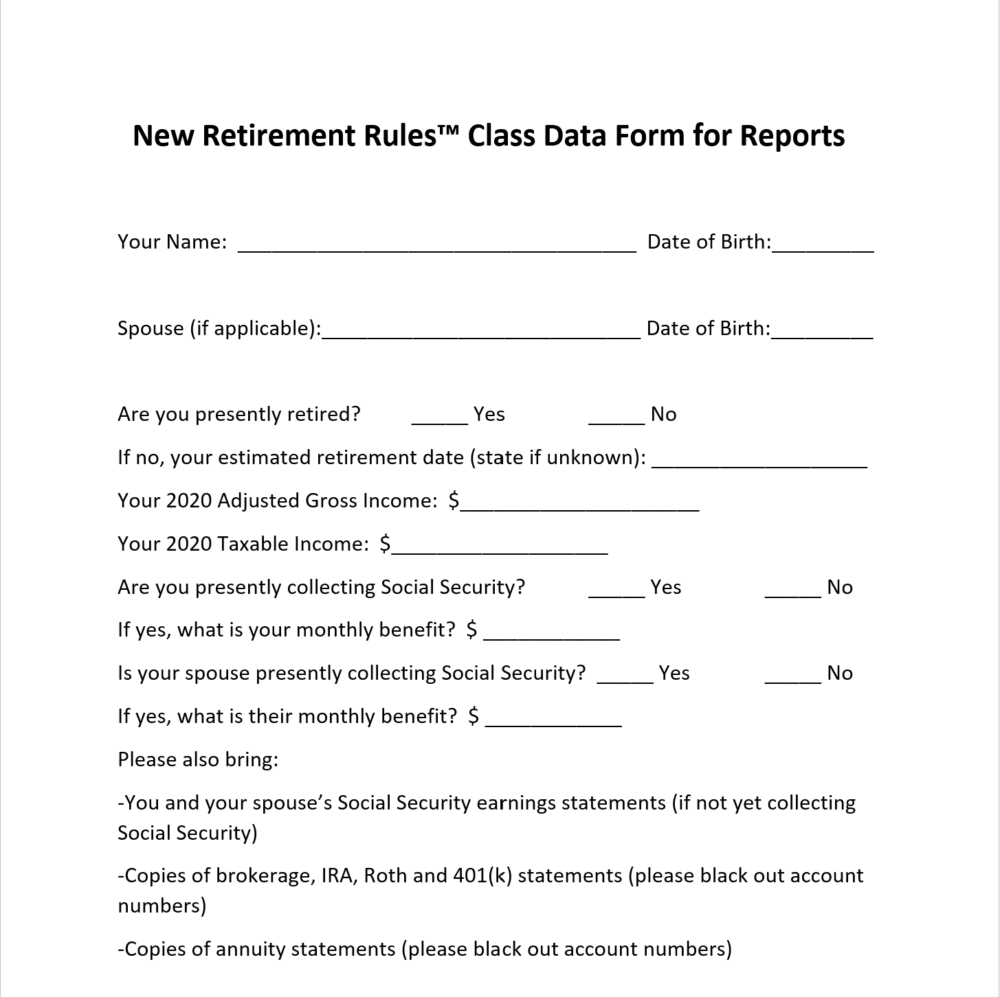 New Retirement Rules™ Class Data Form for Reports
Your Name: ___________________________________ Date of Birth:_________
Spouse (if applicable):____________________________ Date of Birth:_________
Are you presently retired? _____ Yes _____ No
If no, your estimated retirement date (state if unknown): ___________________
Your 2020 Adjusted Gross Income: $_____________________
Your 2020 Taxable Income: $___________________
Are you presently collecting Social Security? _____ Yes _____ No
If yes, what is your monthly benefit? $ ____________
Is your spouse presently collecting Social Security? _____ Yes _____ No
If yes, what is their monthly benefit? $ ____________
Please also bring:
-You and your spouse’s Social Security earnings statements (if not yet collecting
Social Security)
-Copies of brokerage, IRA, Roth and 401(k) statements (please black out account
numbers)
-Copies of annuity statements (please black out account numbers)